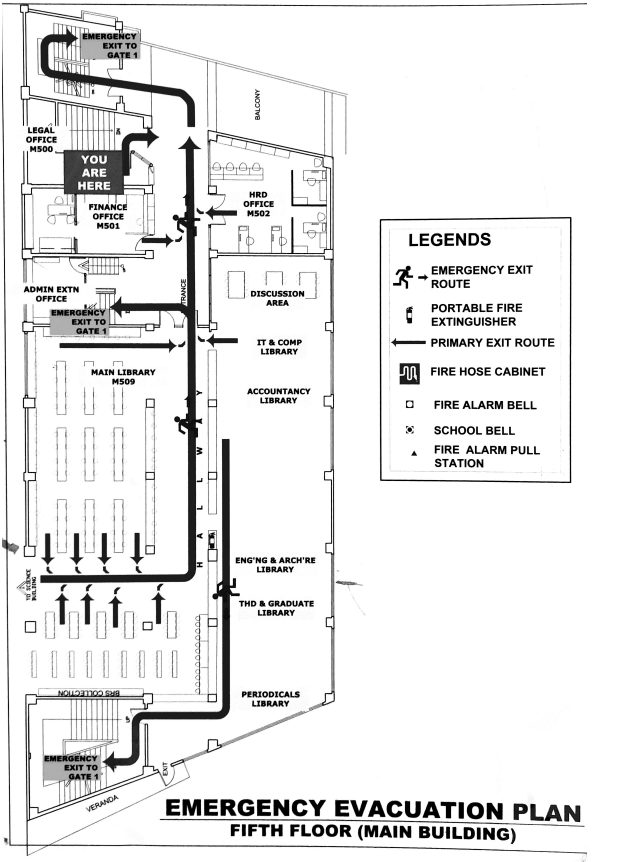 EMERGENCY
EXIT TO
GATE 1
BALCONY
LEGAL
OFFICE
M500
DN
YOU
ARE
HERE
HRD
OFFICE
M502
FINANCE
OFFICE
M501
ADMIN EXTN
OFFICE
EMERGENCY
EXIT TO
GATE 1
NTRANCE
DISCUSSION
AREA
IT & COMP
LIBRARY
MAIN LIBRARY
M509
ACCOUNTANCY
LIBRARY
HALLWAY
ENG'NG & ARCH'RE
LIBRARY
TO SCIENCE
BUILDING
THD & GRADUATE
LIBRARY
BRS COLLECTION
PERIODICALS
LIBRARY
UP
EMERGENCY
EXIT TO
GATE 1
EXIT
VERANDA
LEGENDS
EMERGENCY EXIT
ROUTE
PORTABLE FIRE
EXTINGUISHER
PRIMARY EXIT ROUTE
FIRE HOSE CABINET
FIRE ALARM BELL
SCHOOL BELL
FIRE ALARM PULL
STATION
EMERGENCY EVACUATION PLAN
FIFTH FLOOR (MAIN BUILDING)